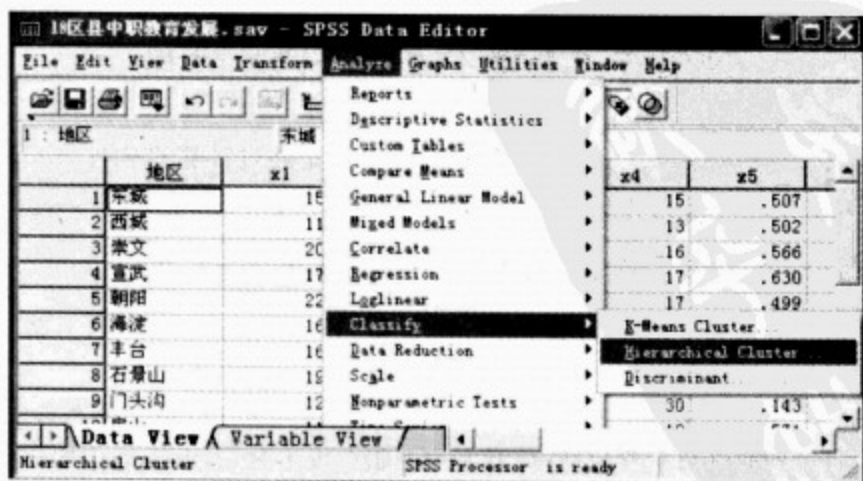 18区县中职教育发展.sav - SPSS Data Editor
File Edit View Data Transform Analyze Graphs Utilities Window Help
1 : 地区 东城
地区 x1 x4 x5
1 东城 15 15 .507
2 西城 11 13 .502
3 崇文 20 16 .566
4 宣武 17 17 .630
5 朝阳 22 17 .499
6 海淀 16
7 丰台 16
8 石景山 19
9 门头沟 12 30 .143
Reports
Descriptive Statistics
Custom Tables
Compare Means
General Linear Model
Mixed Models
Correlate
Regression
Loglinear
Classify
Data Reduction
Scale
Nonparametric Tests
K-Means Cluster...
Hierarchical Cluster...
Discriminant...
Data View Variable View
Hierarchical Cluster SPSS Processor is ready